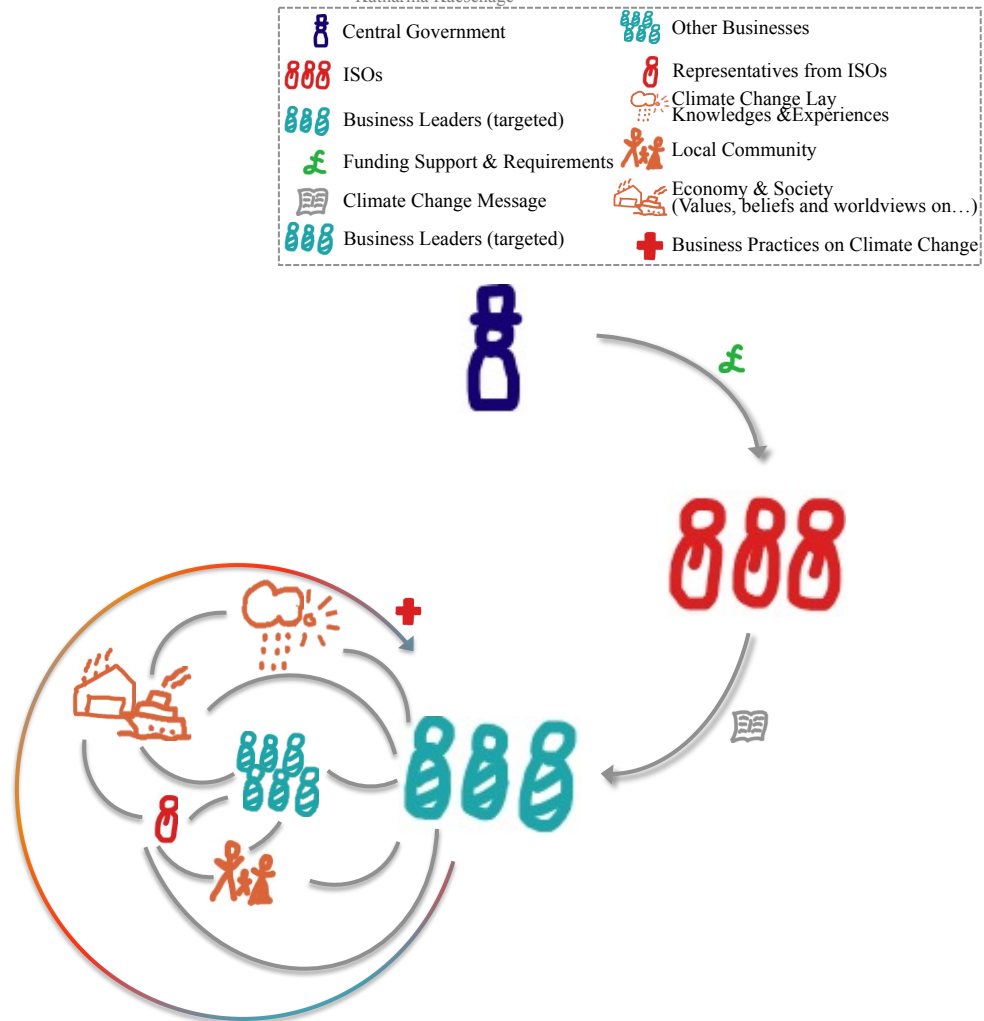 Katharina Kaesehage
Central Government
ISOs
Business Leaders (targeted)
£ Funding Support & Requirements
Climate Change Message
Business Leaders (targeted)
Other Businesses
Representatives from ISOs
Climate Change Lay
Knowledges &Experiences
Local Community
Economy & Society
(Values, beliefs and worldviews on…)
Business Practices on Climate Change
£